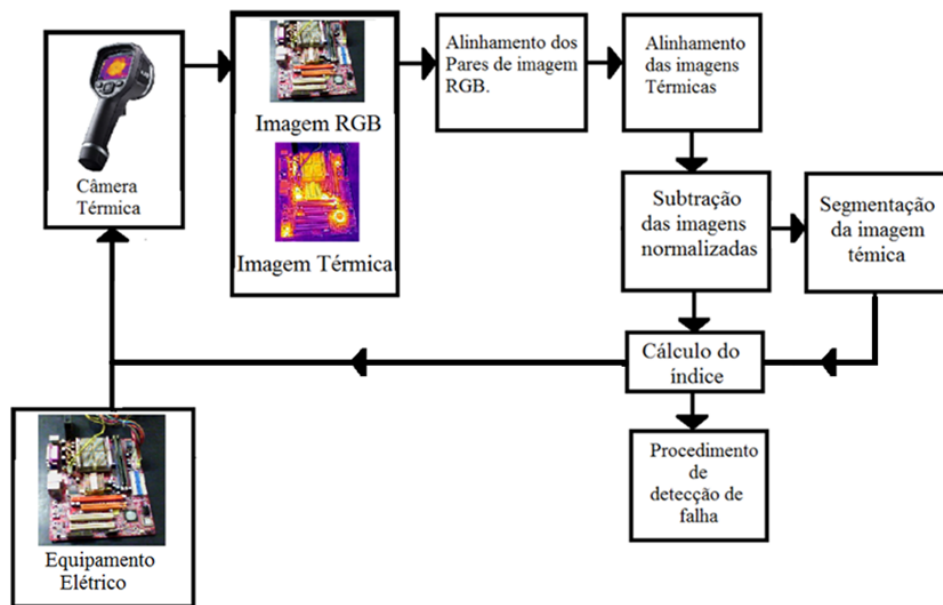 Câmera
Térmica
Imagem RGB
Imagem Térmica
Alinhamento dos
Pares de imagem
RGB.
Alinhamento
das imagens
Térmicas
Subtração
das imagens
normalizadas
Segmentação
da imagem
témica
Cálculo do
índice
Procedimento
de
detecção de
falha
Equipamento
Elétrico